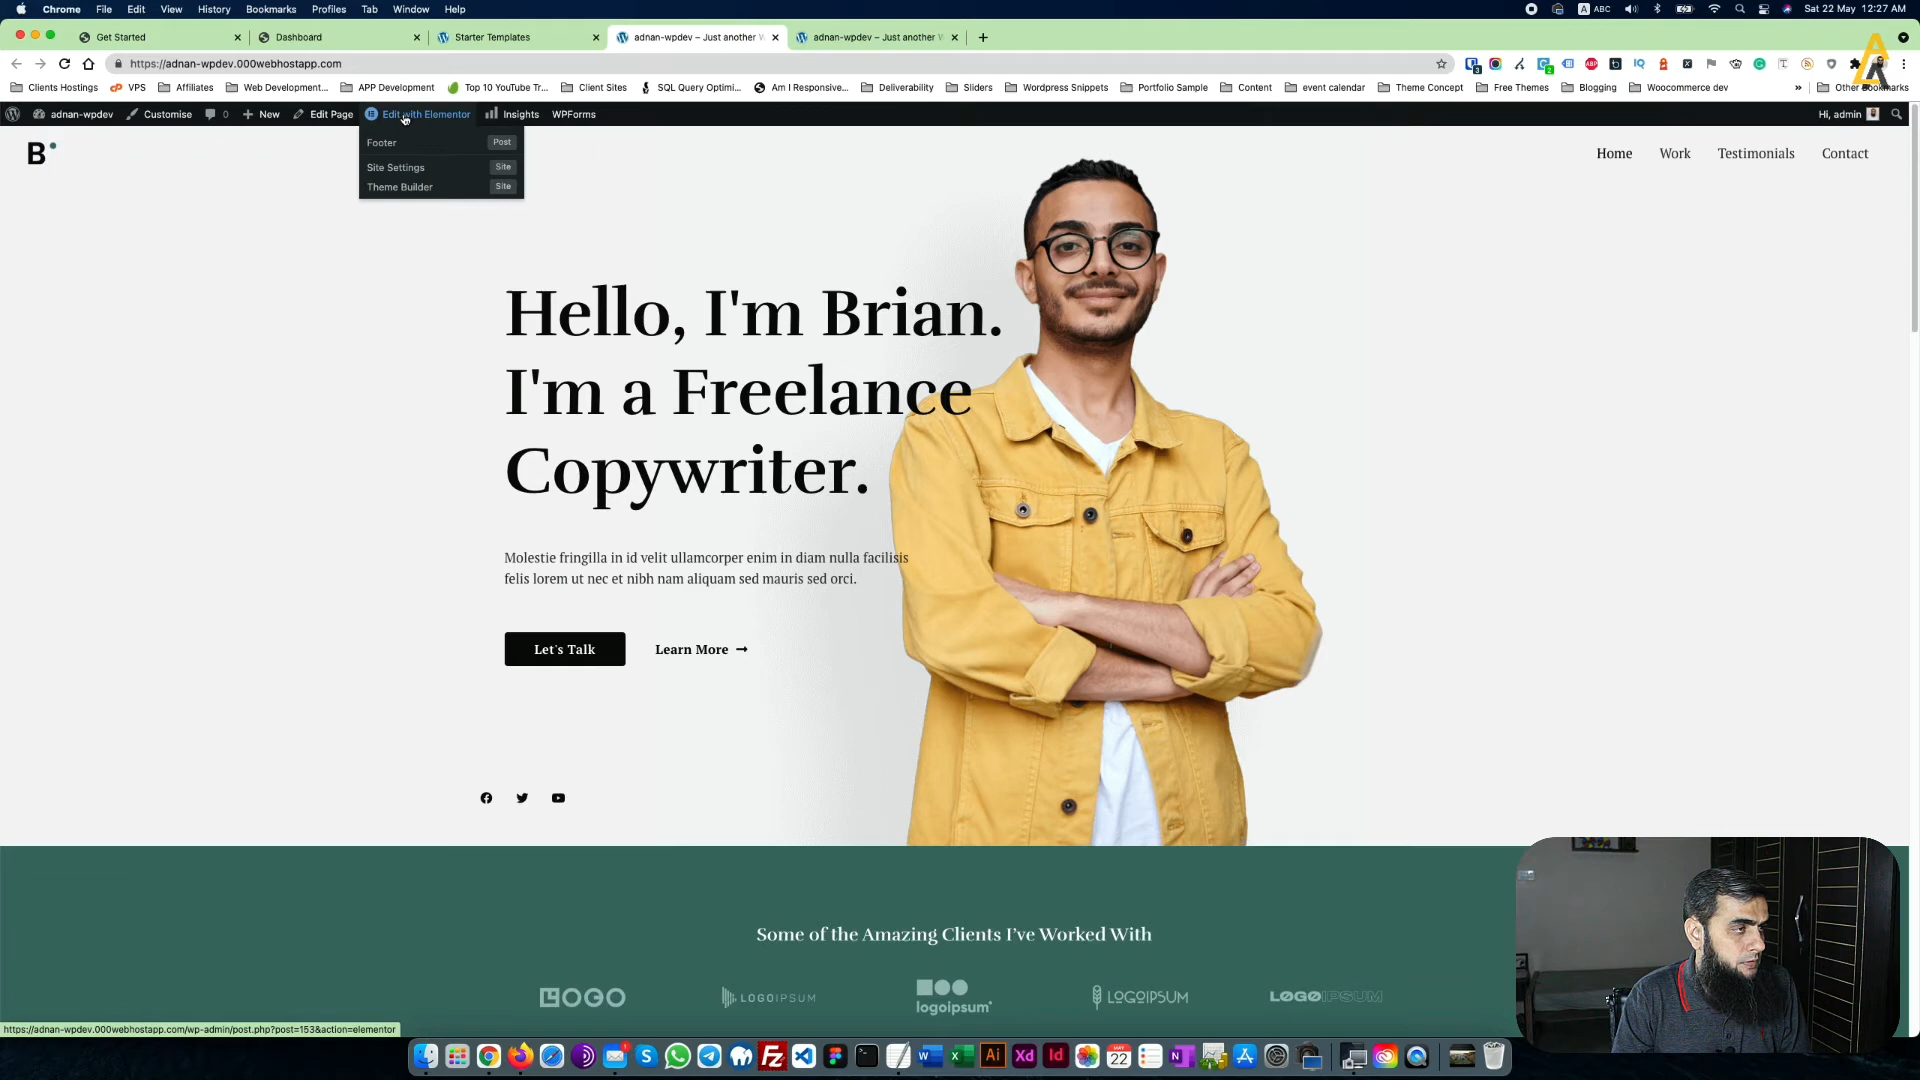 Chrome File Edit View History Bookmarks Profiles Tab Window Help
A ABC Sat 22 May 12:27 AM
Get Started
Dashboard
Starter Templates
adnan-wpdev – Just another W
adnan-wpdev – Just another W
https://adnan-wpdev.000webhostapp.com
Clients Hostings
VPS
Affiliates
Web Development...
APP Development
Top 10 YouTube Tr...
Client Sites
SQL Query Optimi...
Am I Responsive...
Deliverability
Sliders
Wordpress Snippets
Portfolio Sample
Content
event calendar
Theme Concept
Free Themes
Blogging
Woocommerce dev
Other Bookmarks
adnan-wpdev
Customise
0
New
Edit Page
Edit with Elementor
Insights
WPForms
Hi, admin
Footer Post
Site Settings Site
Theme Builder Site
B
Home Work Testimonials Contact
Hello, I'm Brian.
I'm a Freelance
Copywriter.
Molestie fringilla in id velit ullamcorper enim in diam nulla facilisis
felis lorem ut nec et nibh nam aliquam sed mauris sed orci.
Let's Talk
Learn More →
Some of the Amazing Clients I've Worked With
LOGO
LOGOIPSUM
logoipsum
LOGOIPSUM
LOGOIPSUM
https://adnan-wpdev.000webhostapp.com/wp-admin/post.php?post=153&action=elementor